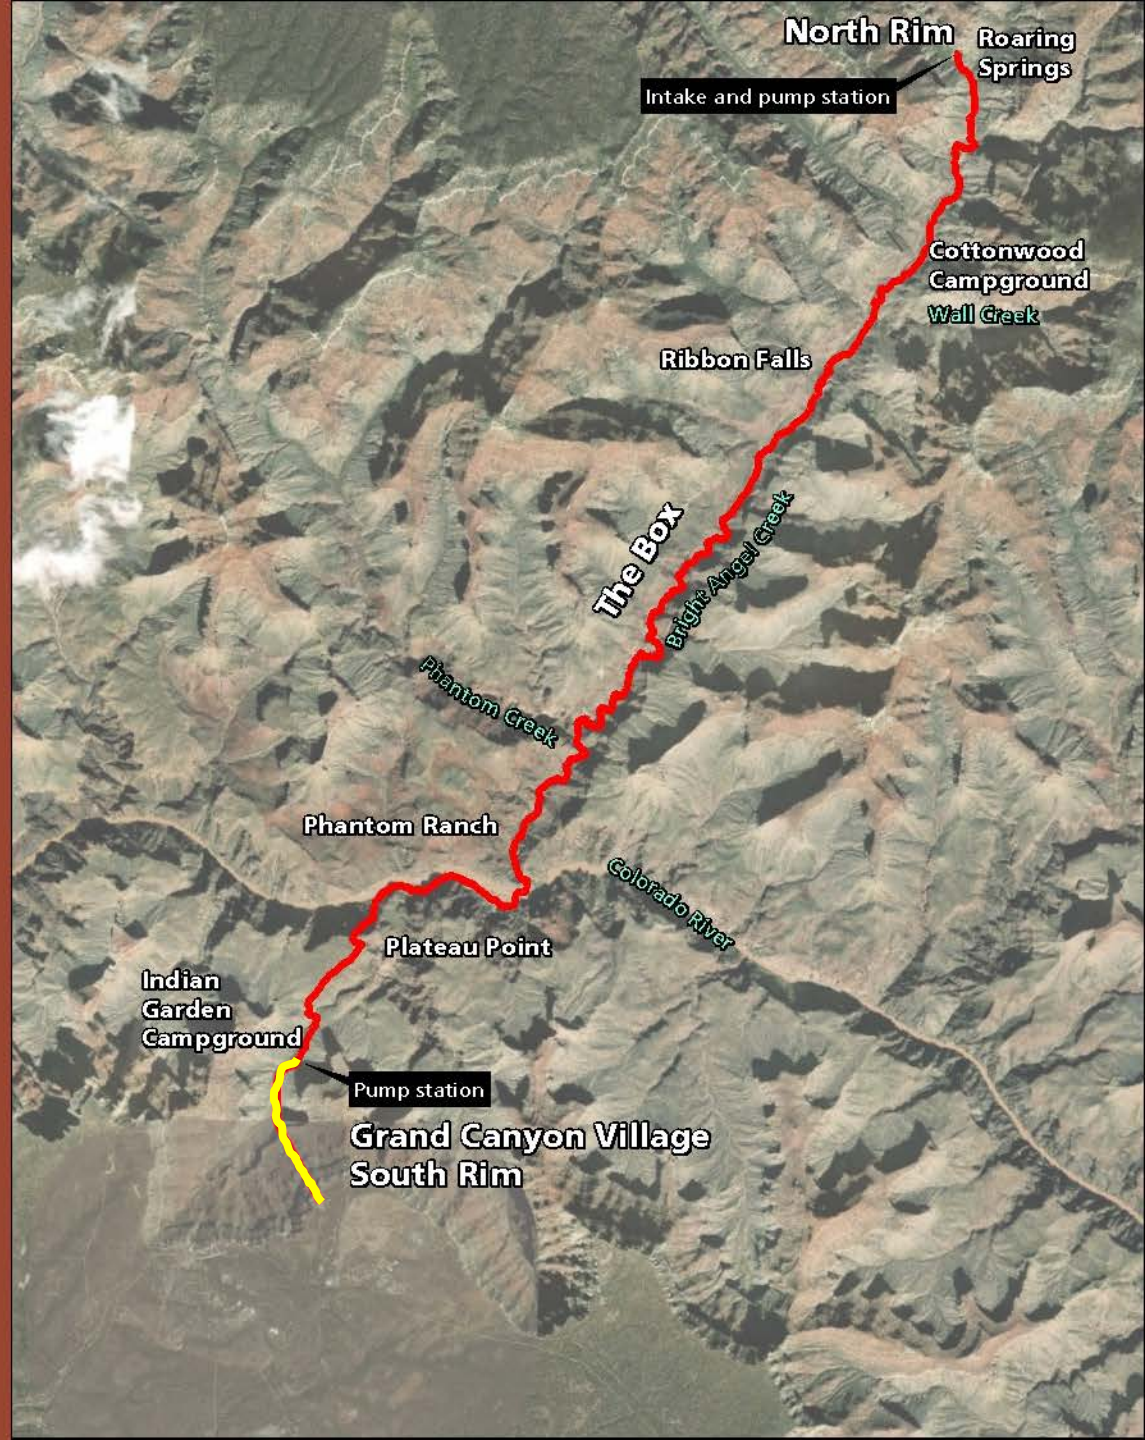 North Rim
Roaring
Springs
Intake and pump station
Cottonwood
Campground
Wall Creek
Ribbon Falls
The Box
Bright Angel Creek
Phantom Creek
Phantom Ranch
Colorado River
Plateau Point
Indian
Garden
Campground
Pump station
Grand Canyon Village
South Rim